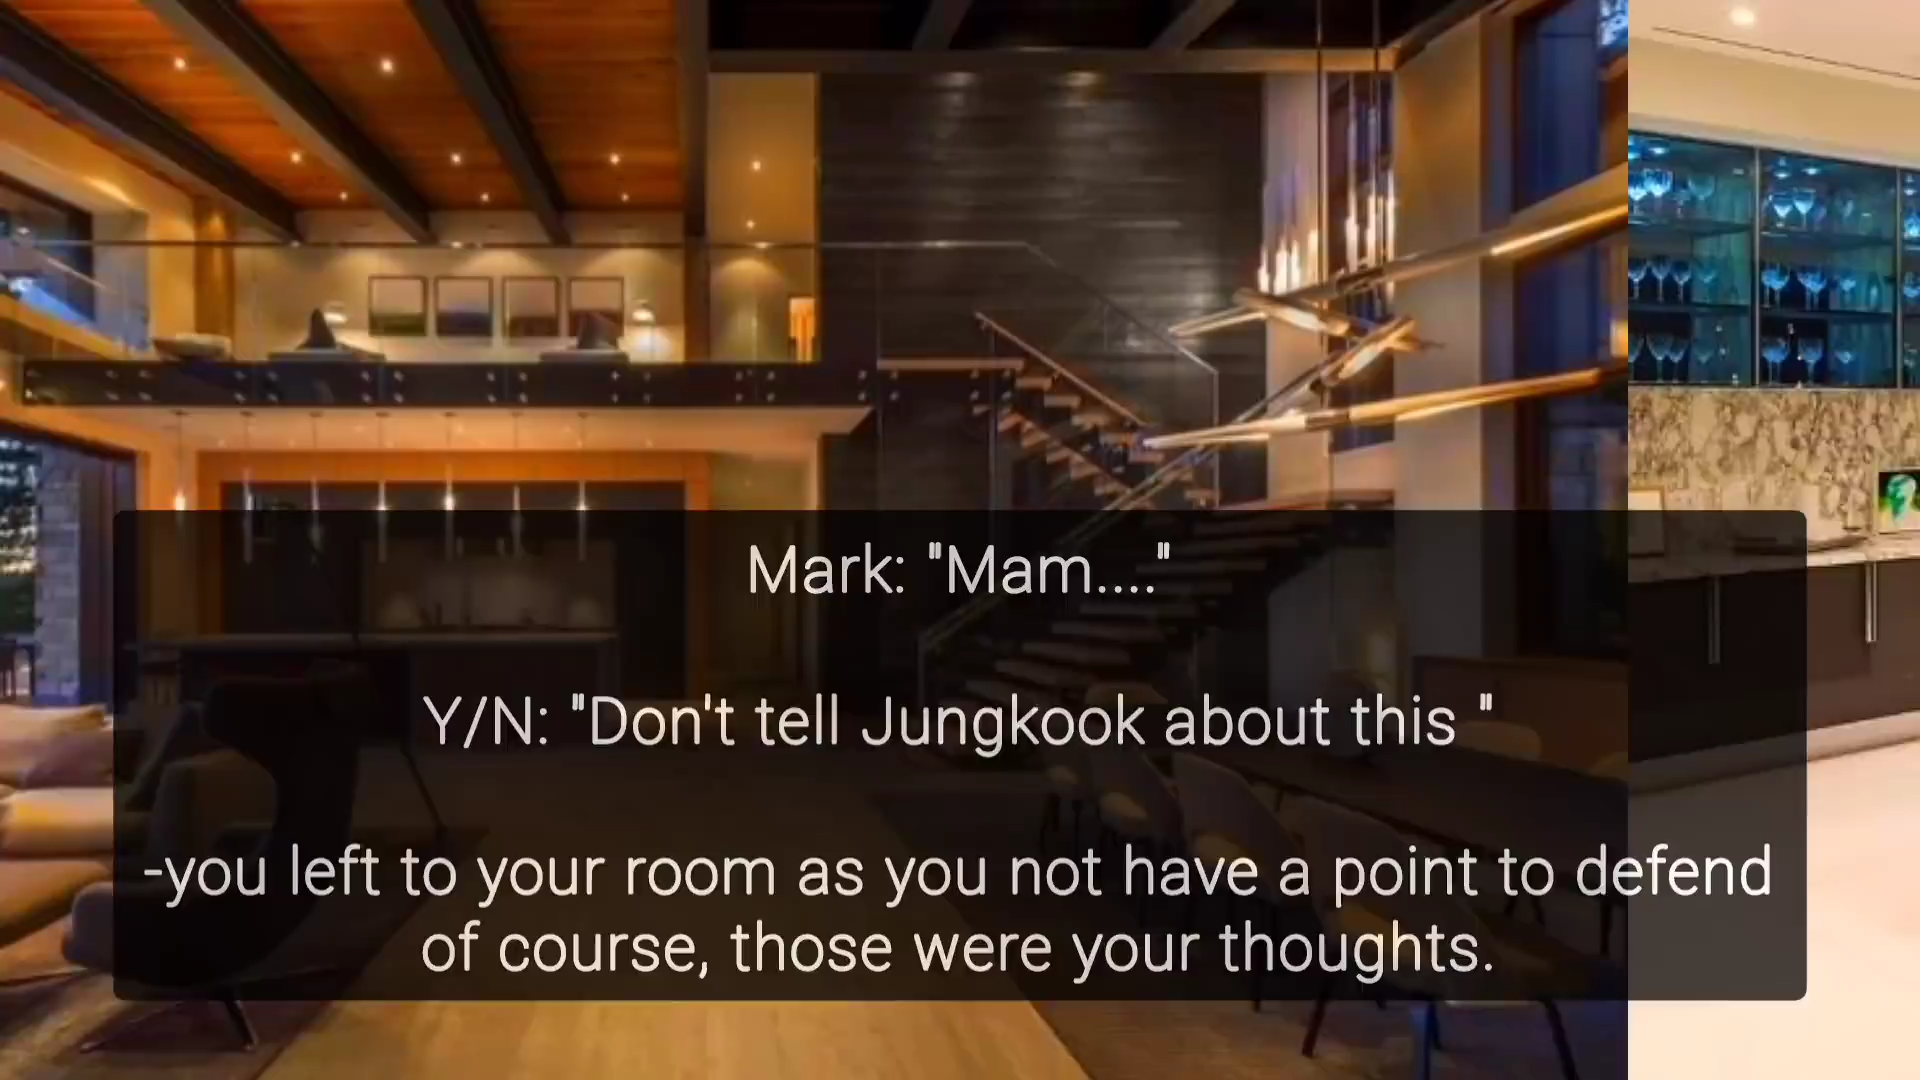 Mark: "Mam...."
Y/N: "Don't tell Jungkook about this "
-you left to your room as you not have a point to defend
of course, those were your thoughts.